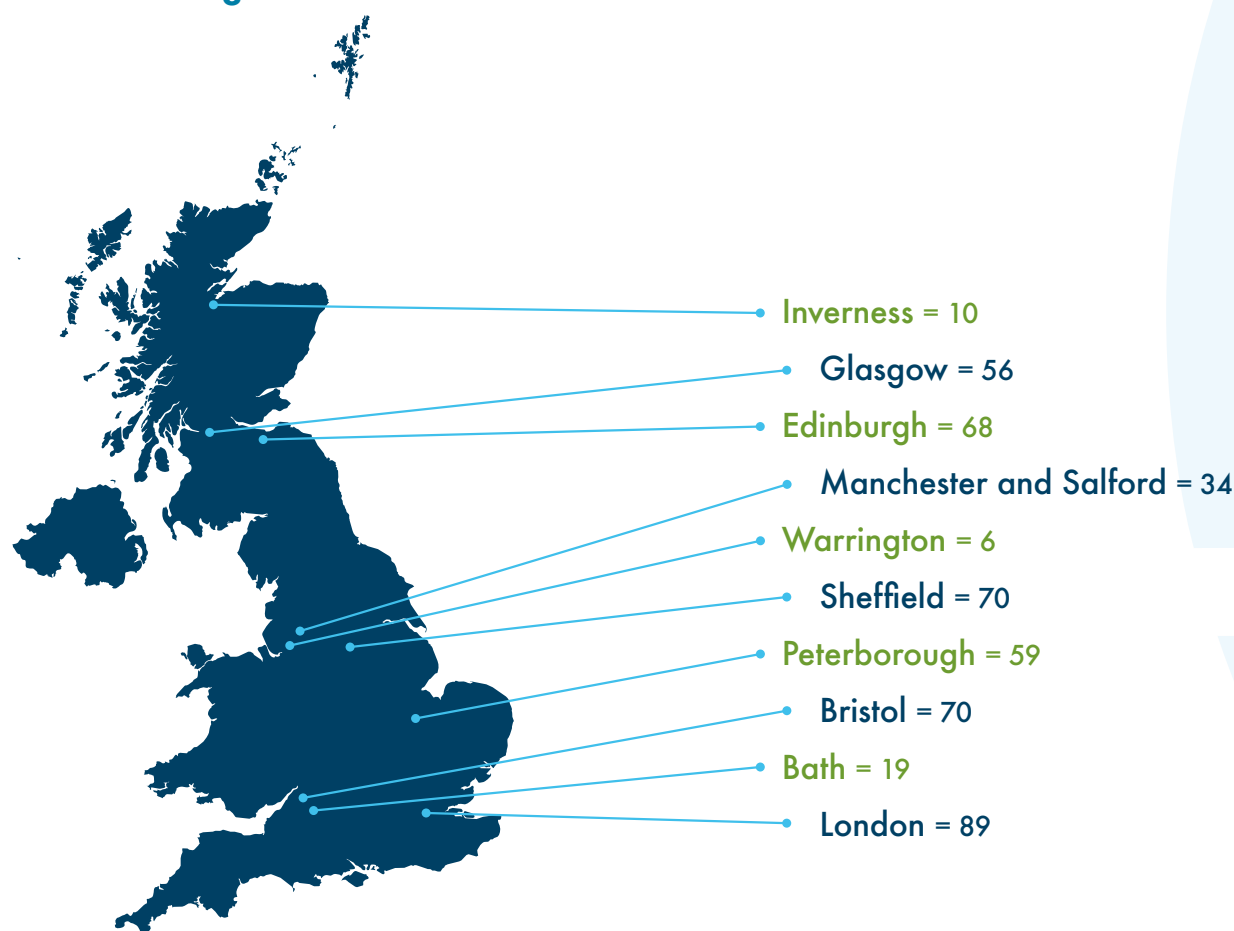 Inverness = 10
Glasgow = 56
Edinburgh = 68
Manchester and Salford = 34
Warrington = 6
Sheffield = 70
Peterborough = 59
Bristol = 70
Bath = 19
London = 89